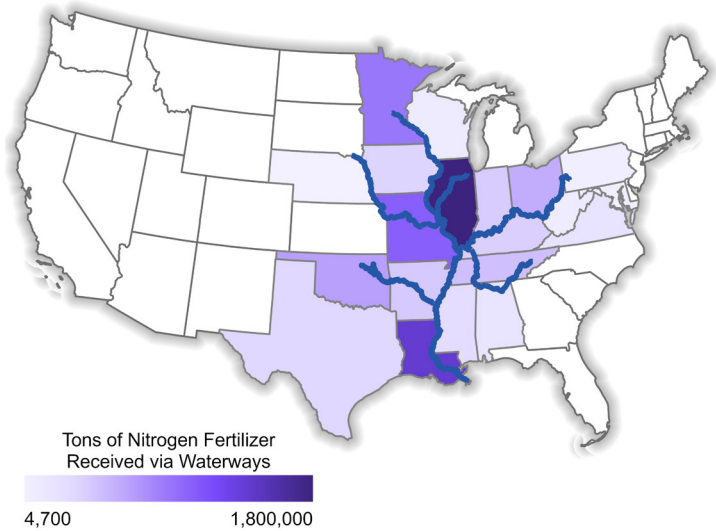 Tons of Nitrogen Fertilizer
Received via Waterways
4,700 1,800,000